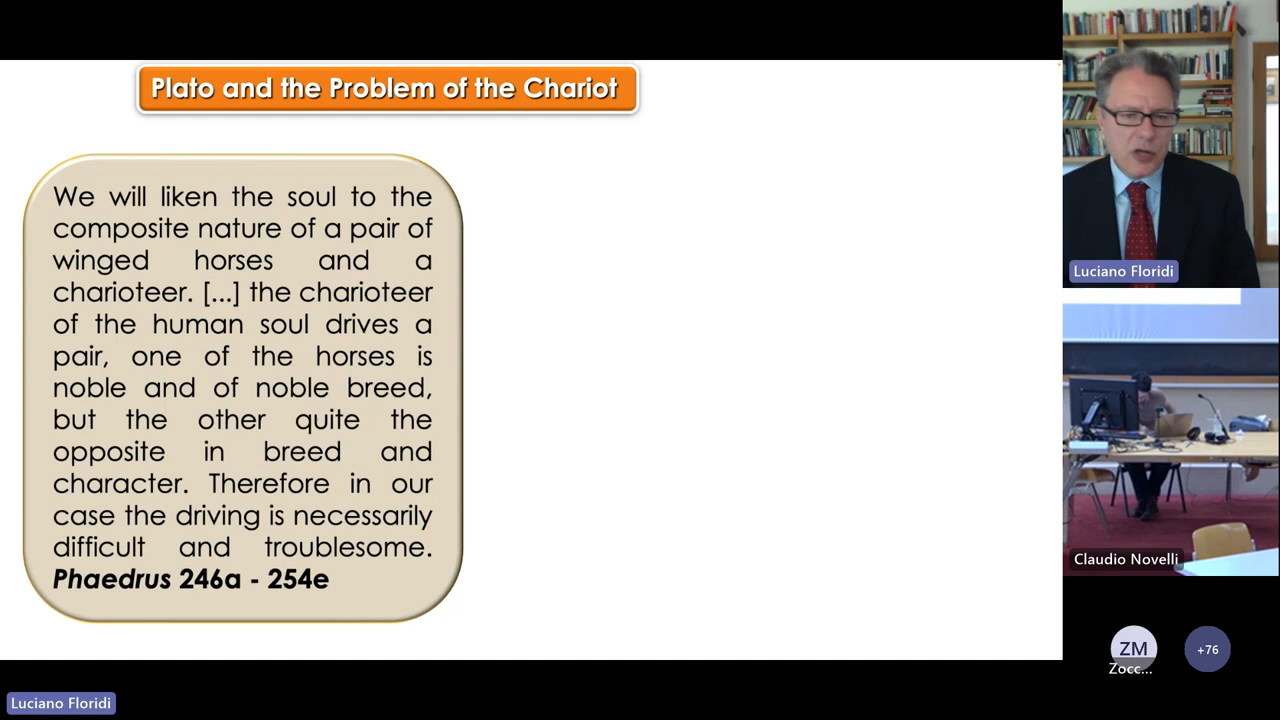 Plato and the Problem of the Chariot
We will liken the soul to the
composite nature of a pair of
winged horses and a
charioteer. [...] the charioteer
of the human soul drives a
pair, one of the horses is
noble and of noble breed,
but the other quite the
opposite in breed and
character. Therefore in our
case the driving is necessarily
difficult and troublesome.
Phaedrus 246a - 254e
Luciano Floridi
Claudio Novelli
ZM
Zocc...
+76
Luciano Floridi